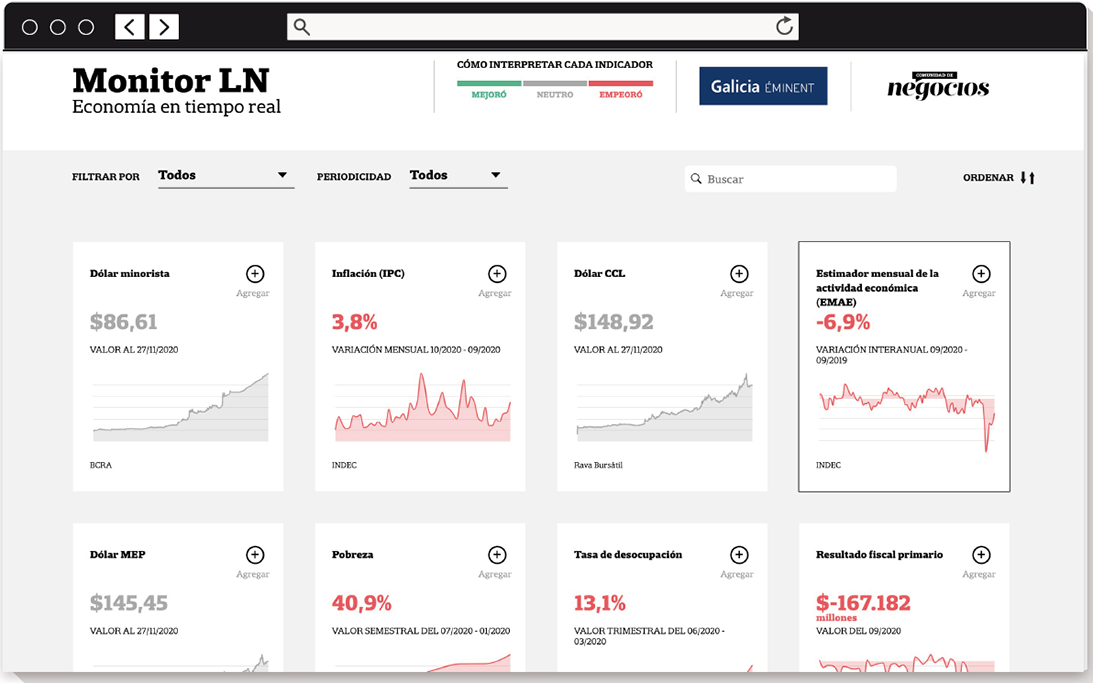 Monitor LN
Economía en tiempo real
CÓMO INTERPRETAR CADA INDICADOR
MEJORÓ NEUTRO EMPEORÓ
Galicia ÉMINENT
COMUNIDAD DE
negocios
FILTRAR POR Todos PERIODICIDAD Todos Buscar ORDENAR
Dólar minorista
Agregar
$86,61
VALOR AL 27/11/2020
BCRA
Inflación (IPC)
Agregar
3,8%
VARIACIÓN MENSUAL 10/2020 - 09/2020
INDEC
Dólar CCL
Agregar
$148,92
VALOR AL 27/11/2020
Rava Bursátil
Estimador mensual de la
actividad económica
(EMAE)
Agregar
-6,9%
VARIACIÓN INTERANUAL 09/2020 -
09/2019
INDEC
Dólar MEP
Agregar
$145,45
VALOR AL 27/11/2020
Pobreza
Agregar
40,9%
VALOR SEMESTRAL DEL 07/2020 - 01/2020
Tasa de desocupación
Agregar
13,1%
VALOR TRIMESTRAL DEL 06/2020 -
03/2020
Resultado fiscal primario
Agregar
$-167.182
millones
VALOR DEL 09/2020